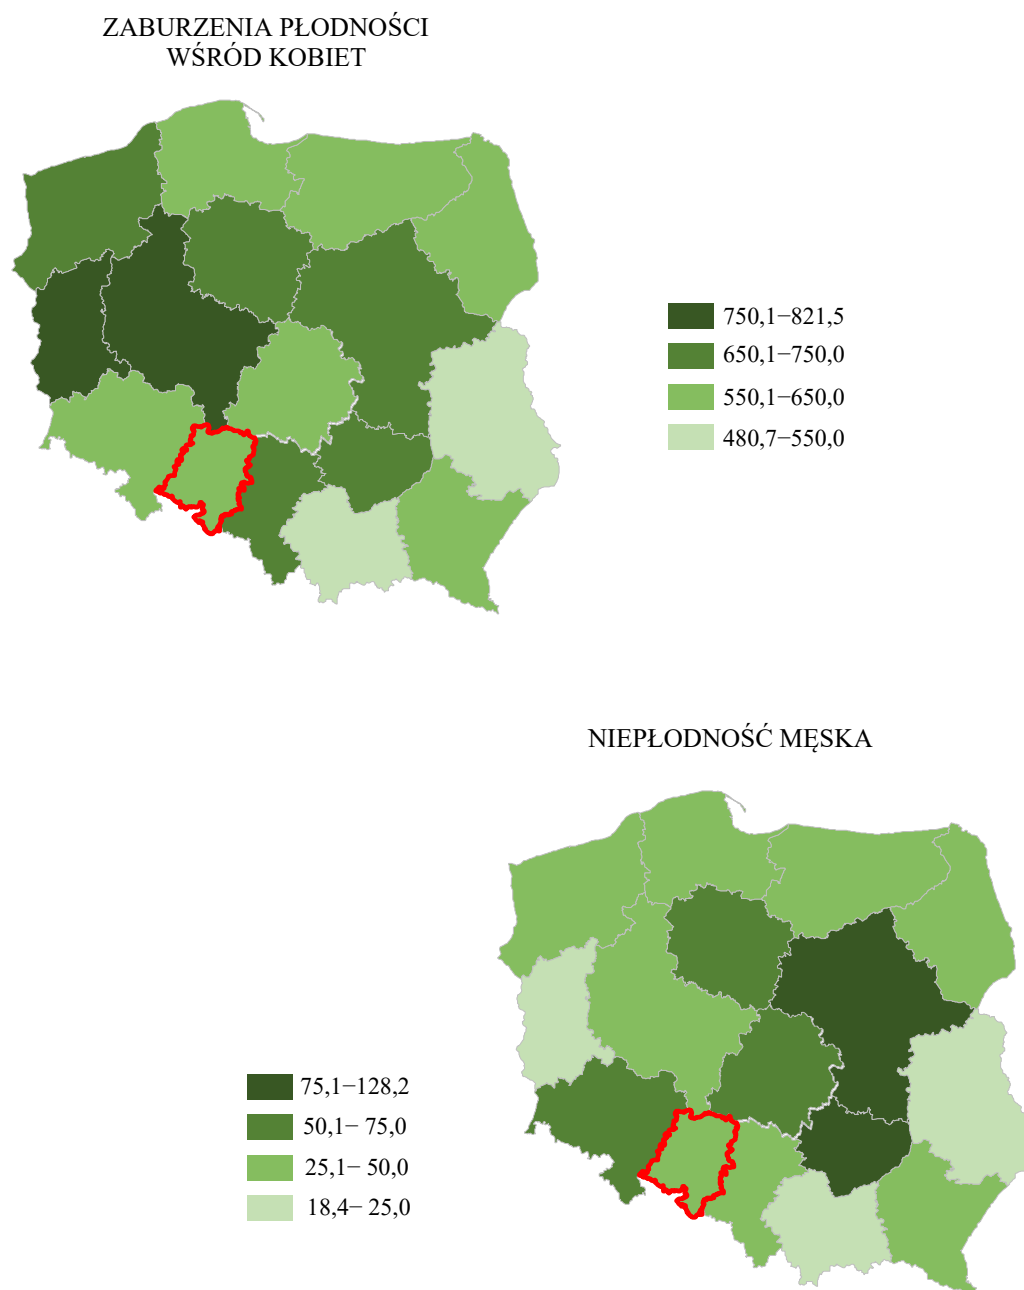 ZABURZENIA PŁODNOŚCI
WŚRÓD KOBIET
750,1−821,5
650,1−750,0
550,1−650,0
480,7−550,0
NIEPŁODNOŚĆ MĘSKA
75,1−128,2
50,1− 75,0
25,1− 50,0
18,4− 25,0